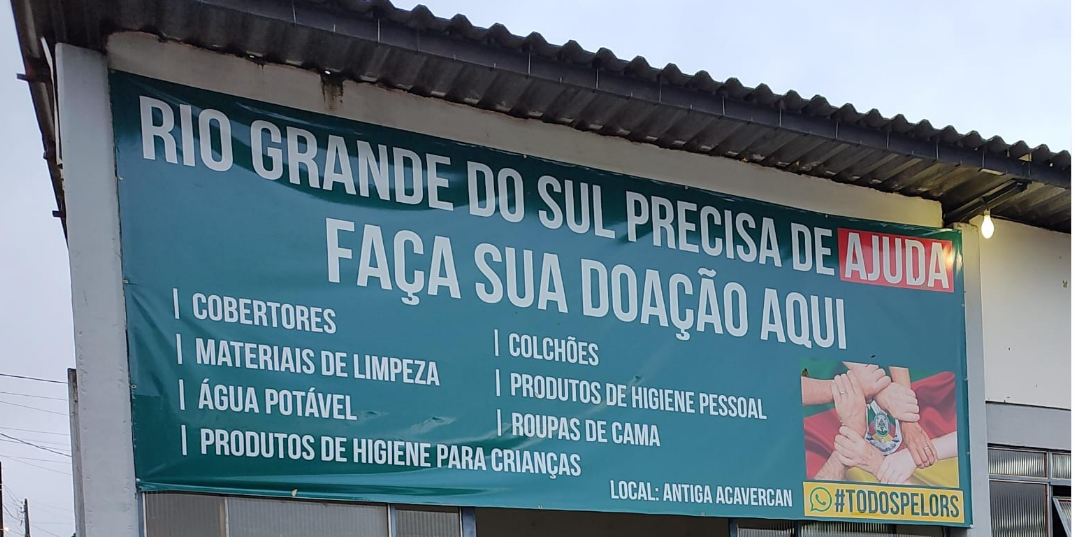 RIO GRANDE DO SUL PRECISA DE AJUDA
FAÇA SUA DOAÇÃO AQUI
| COBERTORES
| MATERIAIS DE LIMPEZA
| ÁGUA POTÁVEL
| PRODUTOS DE HIGIENE PARA CRIANÇAS
| COLCHÕES
| PRODUTOS DE HIGIENE PESSOAL
| ROUPAS DE CAMA
LOCAL: ANTIGA ACAVERCAN
#TODOSPELORS